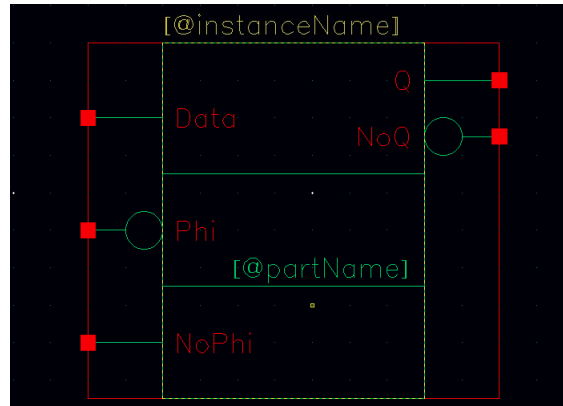 [@instanceName]
Q
Data
NoQ
Phi
[@partName]
NoPhi